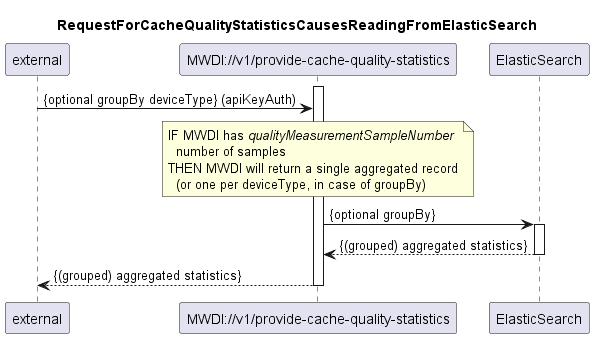 RequestForCacheQualityStatisticsCausesReadingFromElasticSearch
external
MWDI://v1/provide-cache-quality-statistics
ElasticSearch
{optional groupBy deviceType} (apiKeyAuth)
IF MWDI has qualityMeasurementSampleNumber
number of samples
THEN MWDI will return a single aggregated record
(or one per deviceType, in case of groupBy)
{optional groupBy}
{(grouped) aggregated statistics}
{(grouped) aggregated statistics}
external
MWDI://v1/provide-cache-quality-statistics
ElasticSearch